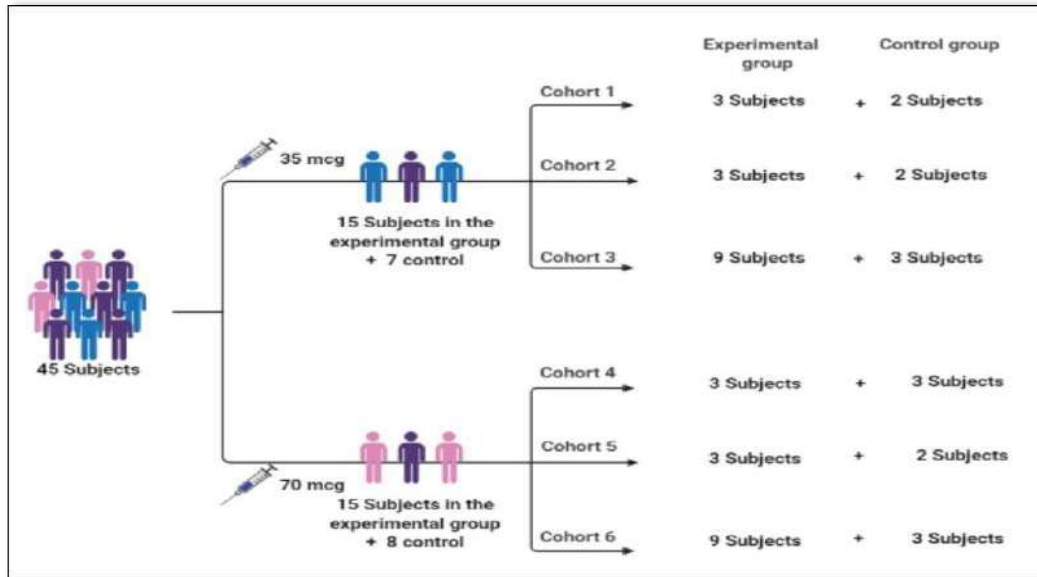 Experimental group
Control group
Cohort 1
3 Subjects + 2 Subjects
35 mcg
Cohort 2
3 Subjects + 2 Subjects
15 Subjects in the
experimental group
+ 7 control
Cohort 3
9 Subjects + 3 Subjects
45 Subjects
Cohort 4
3 Subjects + 3 Subjects
Cohort 5
3 Subjects + 2 Subjects
70 mcg
15 Subjects in the
experimental group
+ 8 control
Cohort 6
9 Subjects + 3 Subjects